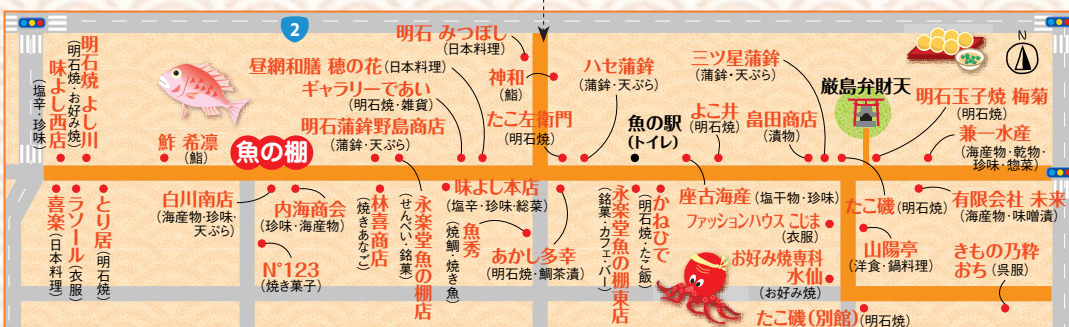 2
N
明石 みつぼし
(日本料理)
明石焼 よし川
(明石焼・お好み焼)
味よし西店
(塩辛・珍味)
昼網和膳 穂の花(日本料理)
ギャラリーであい
(明石焼・雑貨)
明石蒲鉾野島商店
(蒲鉾・天ぷら)
鮓 希凛
(鮨)
魚の棚
神和
(鮨)
たこ左衛門
(明石焼)
ハセ蒲鉾
(蒲鉾・天ぷら)
魚の駅
(トイレ)
三ツ星蒲鉾
(蒲鉾・天ぷら)
よこ井
(明石焼)
畠田商店
(漬物)
厳島弁財天
明石玉子焼 梅菊
(明石焼)
兼一水産
(海産物・乾物・
珍味・惣菜)
喜楽(日本料理)
ラソール(衣服)
とり居(明石焼)
白川南店
(海産物・珍味・
天ぷら)
内海商会
(珍味・海産物)
N°123
(焼き菓子)
林喜商店
(焼きあなご)
永楽堂魚の棚店
(せんべい・銘菓)
味よし本店
(塩辛・珍味・総菜)
魚秀
(焼鯛・焼き魚)
あかし多幸
(明石焼・鯛茶漬)
永楽堂魚の棚東店
(銘菓・カフェ・バー)
かねひで
(明石焼・たこ飯)
座古海産(塩干物・珍味)
ファッションハウス こじま
(衣服)
お好み焼専科
水仙
(お好み焼)
たこ磯(明石焼)
有限会社 未来
(海産物・味噌漬)
山陽亭
(洋食・鍋料理)
きもの乃粋
おち(呉服)
たこ磯(別館)(明石焼)